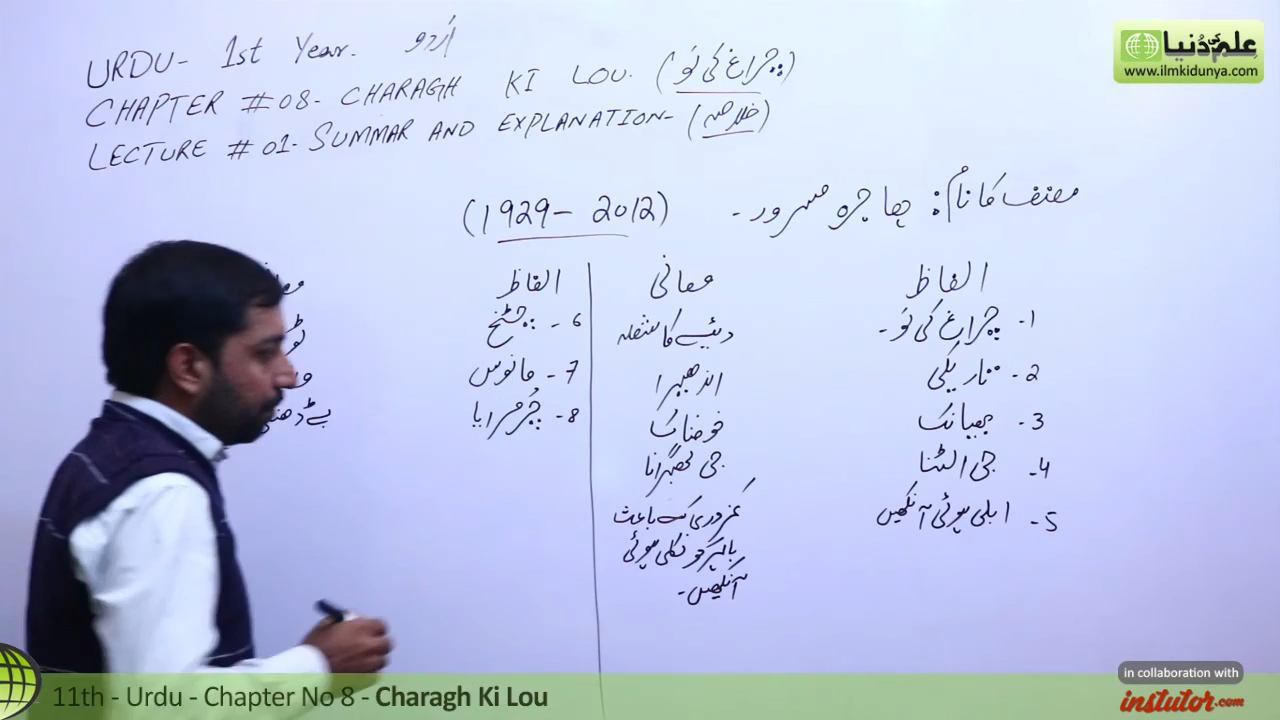 URDU- 1st Year. اُردو
CHAPTER #08- CHARAGH KI LOU. (چراغ کی لَو)
LECTURE #01- SUMMAR AND EXPLANATION- (خلاصہ)
مصنف کا نام: ہاجرہ مسرور۔ (1929- 2012)
الفاظ معانی
1- چراغ کی لَو۔ دیئے کا شعلہ
2- تاریکی اندھیرا
3- بھیانک خوفناک
4- جی الٹنا جی گھبرانا
5- ابلی ہوئی آنکھیں کمزوری کے باعث
باہر کو نکلی ہوئی
آنکھیں۔
الفاظ
6- چٹخ
7- مانوس
8- چُرمرایا
علم کی دُنیا
www.ilmkidunya.com
11th - Urdu - Chapter No 8 - Charagh Ki Lou
in collaboration with
instutor.com